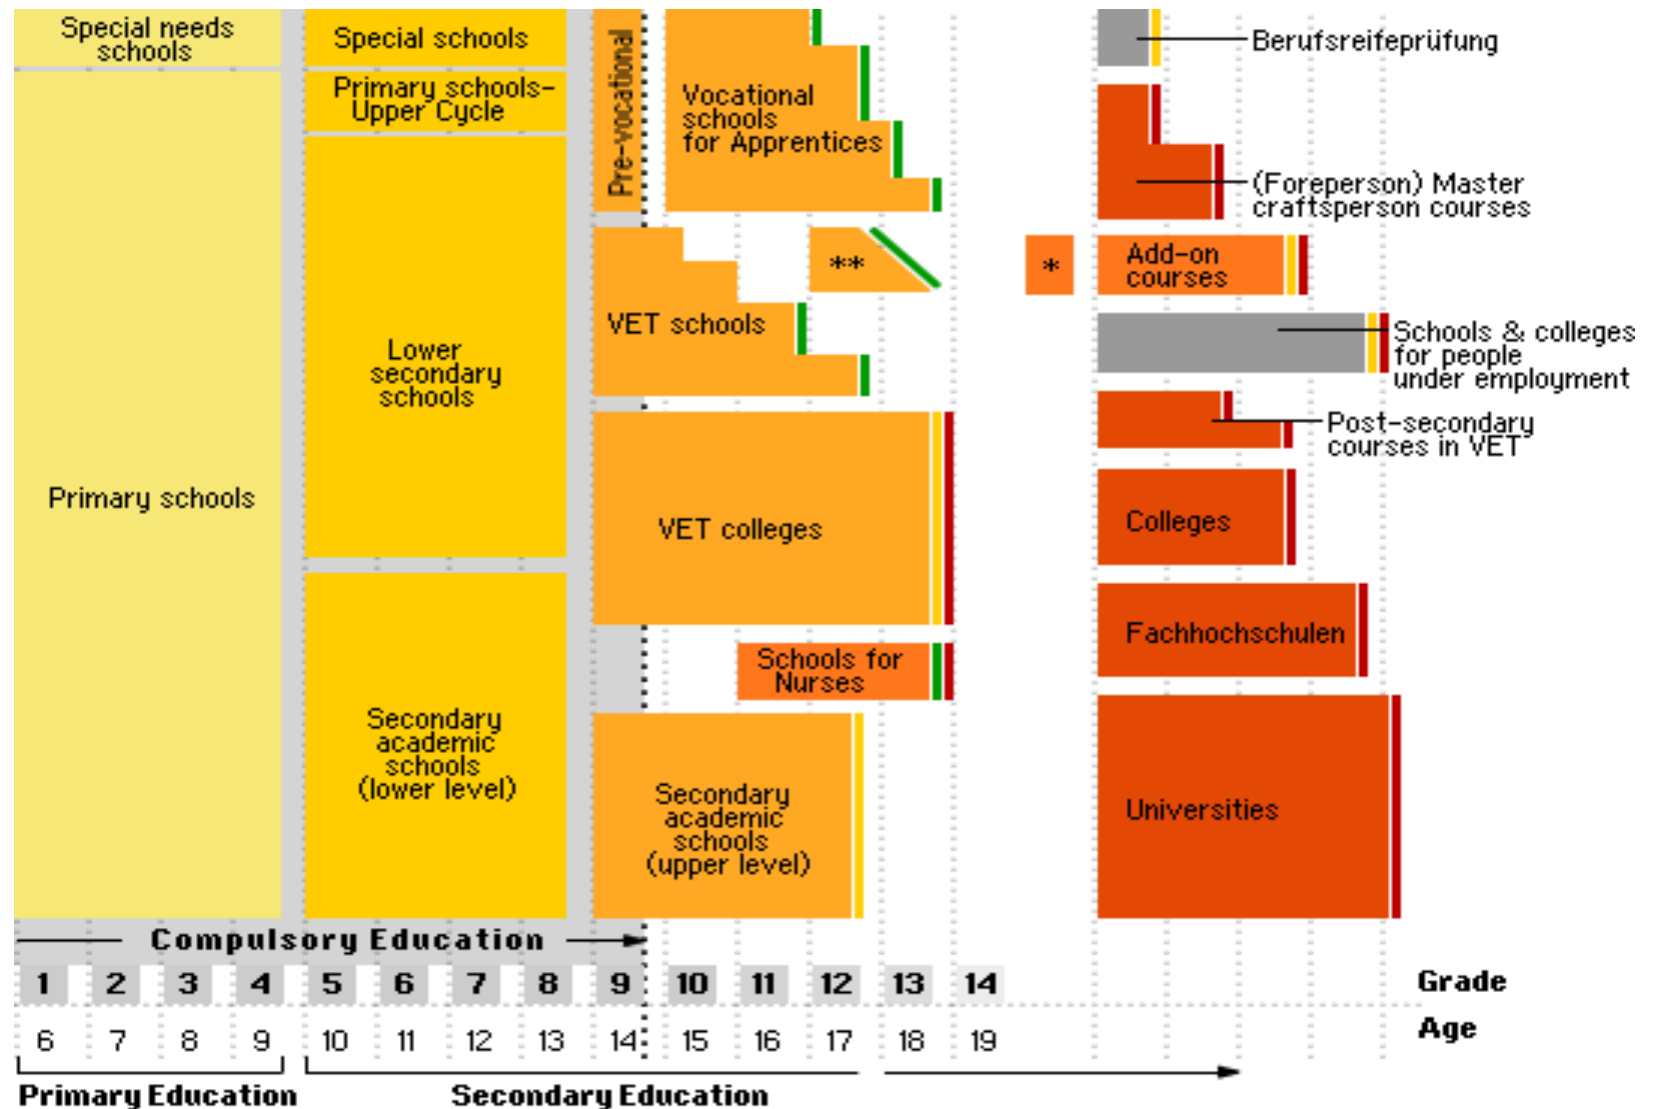 Special needs
schools
Special schools
Primary schools-
Upper Cycle
Pre-vocational
Vocational
schools
for Apprentices
Berufsreifeprüfung
(Foreperson) Master
craftsperson courses
**
*
Add-on
courses
VET schools
Schools & colleges
for people
under employment
Lower
secondary
schools
Post-secondary
courses in VET
Primary schools
VET colleges
Colleges
Schools for
Nurses
Fachhochschulen
Secondary
academic
schools
(lower level)
Secondary
academic
schools
(upper level)
Universities
Compulsory Education
1 2 3 4 5 6 7 8 9 10 11 12 13 14 Grade
6 7 8 9 10 11 12 13 14 15 16 17 18 19 Age
Primary Education Secondary Education